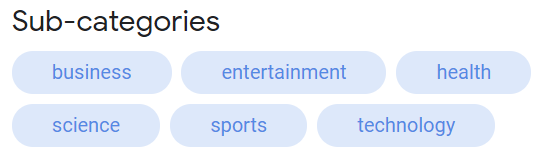 Sub-categories
business entertainment health
science sports technology